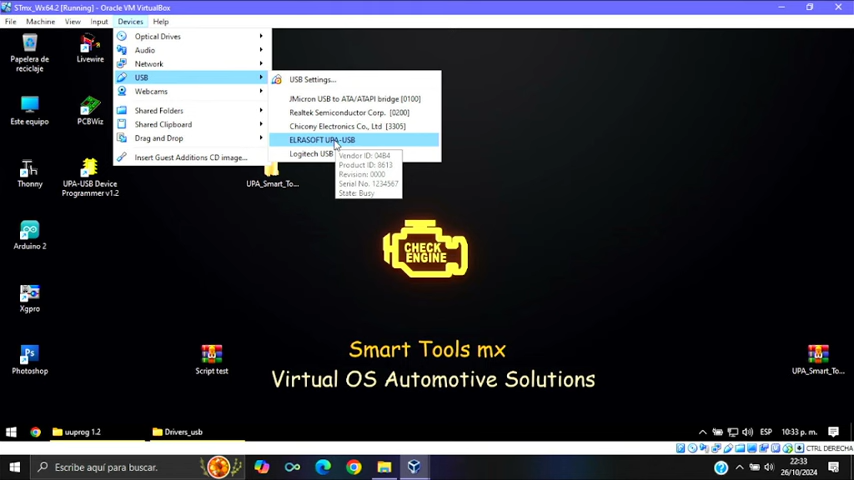 STmx_Wx64.2 [Running] - Oracle VM VirtualBox
File Machine View Input Devices Help
Optical Drives
Audio
Network
USB
Webcams
Shared Folders
Shared Clipboard
Drag and Drop
Insert Guest Additions CD image...
USB Settings...
JMicron USB to ATA/ATAPI bridge [0100]
Realtek Semiconductor Corp. [0200]
Chicony Electronics Co., Ltd [3305]
ELRASOFT UPA-USB
Logitech USB
Vendor ID: 04B4
Product ID: 8613
Revision: 0000
Serial No. 1234567
State: Busy
Papelera de
reciclaje
Livewire
Este equipo
PCBWiz
Thonny
UPA-USB Device
Programmer v1.2
UPA_Smart_To...
Arduino 2
Xgpro
Photoshop
Script test
UPA_Smart_To...
CHECK
ENGINE
Smart Tools mx
Virtual OS Automotive Solutions
uuprog 1.2
Drivers_usb
ESP
10:33 p. m.
CTRL DERECHA
Escribe aquí para buscar.
22:33
26/10/2024